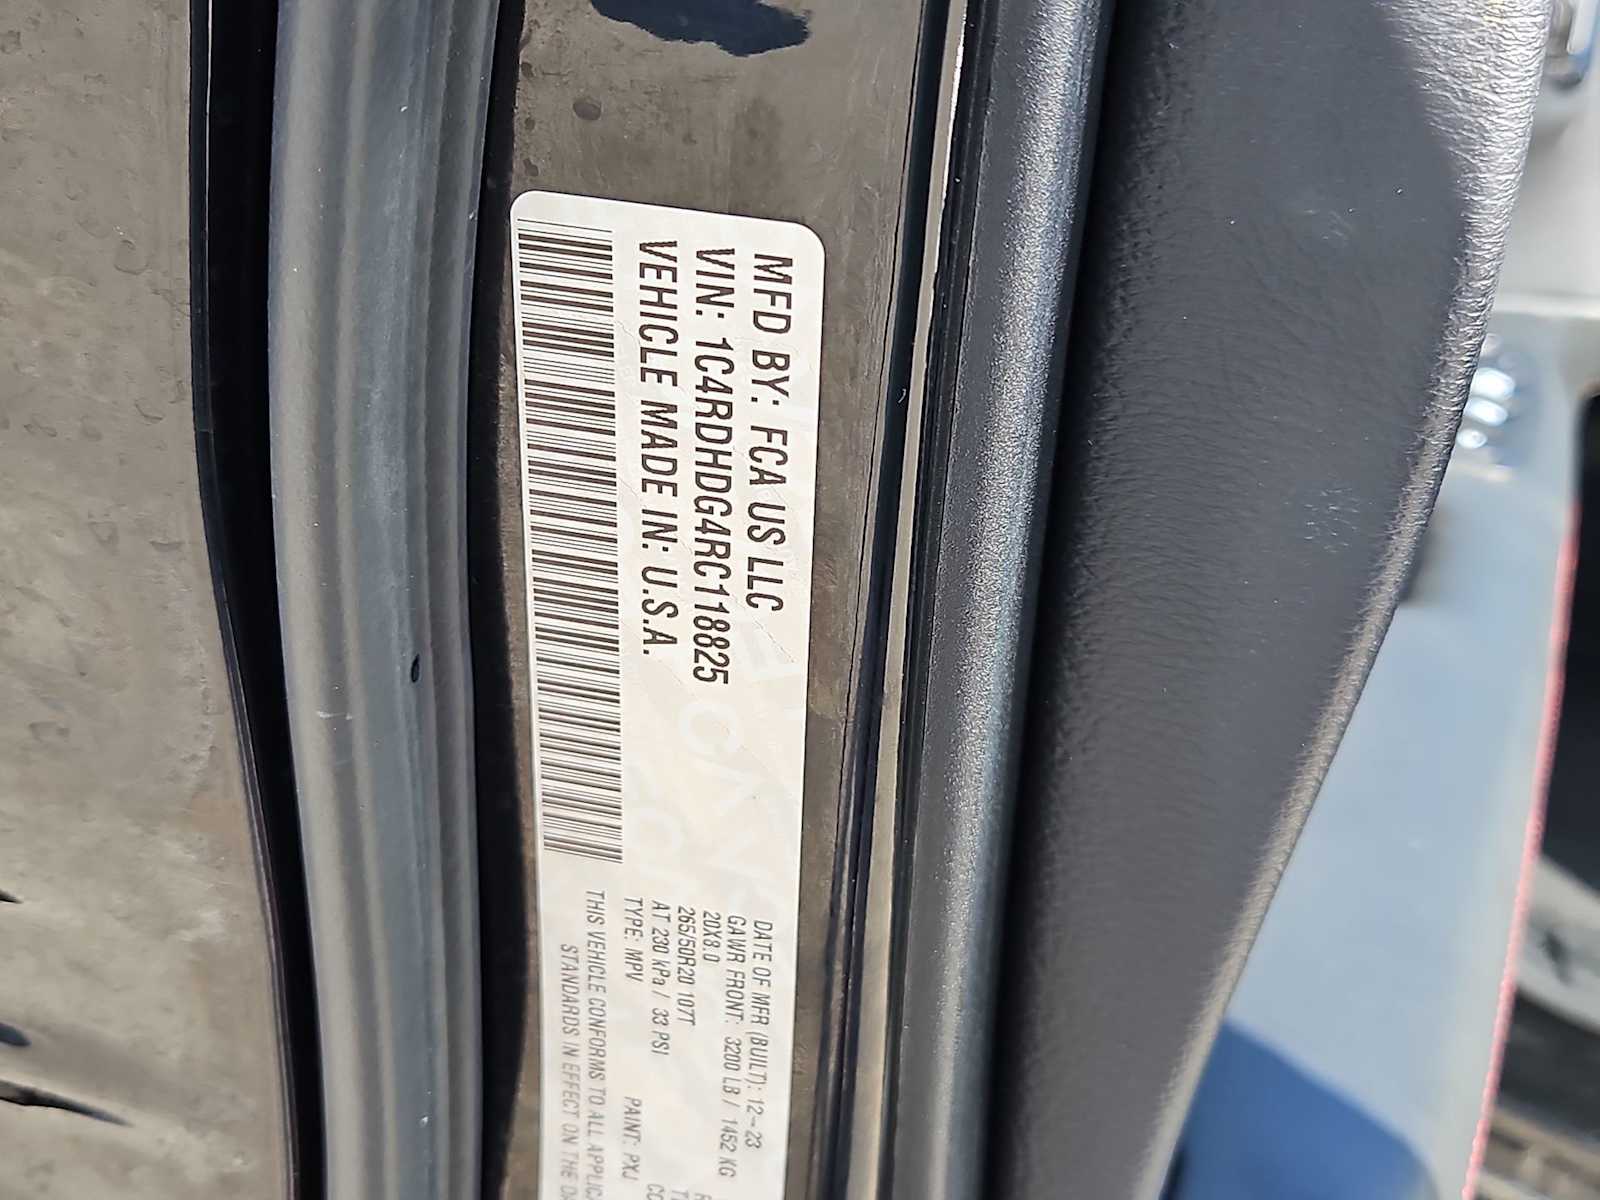 MFD BY: FCA US LLC
VIN: 1C4RDHDG4RC118825
VEHICLE MADE IN: U.S.A.
DATE OF MFR (BUILT): 12-23
GAWR FRONT: 3200 LB / 1452 KG
20X8.0
265/50R20 107T
AT 230 kPa / 33 PSI
TYPE: MPV
PAINT: PXJ
THIS VEHICLE CONFORMS TO ALL
STANDARDS IN EFFECT ON THE